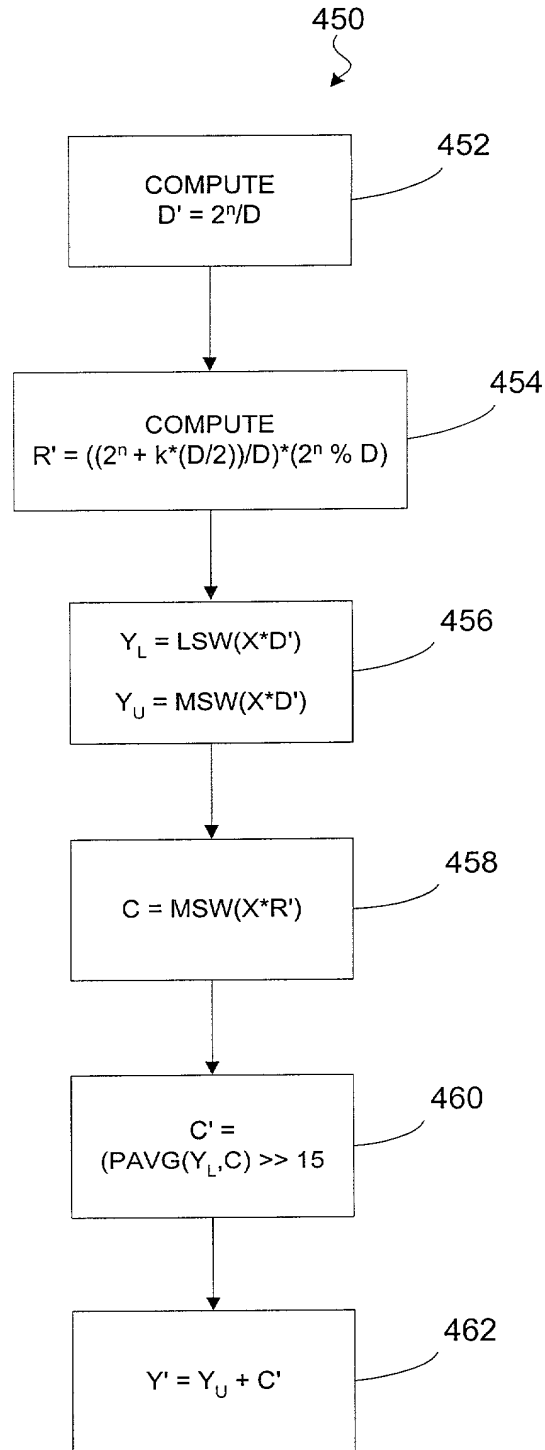 450
452
COMPUTE
D' = 2ⁿ/D
454
COMPUTE
R' = ((2ⁿ + k*(D/2))/D)*(2ⁿ % D)
456
Y_L = LSW(X*D')
Y_U = MSW(X*D')
458
C = MSW(X*R')
460
C' =
(PAVG(Y_L,C) >> 15
462
Y' = Y_U + C'